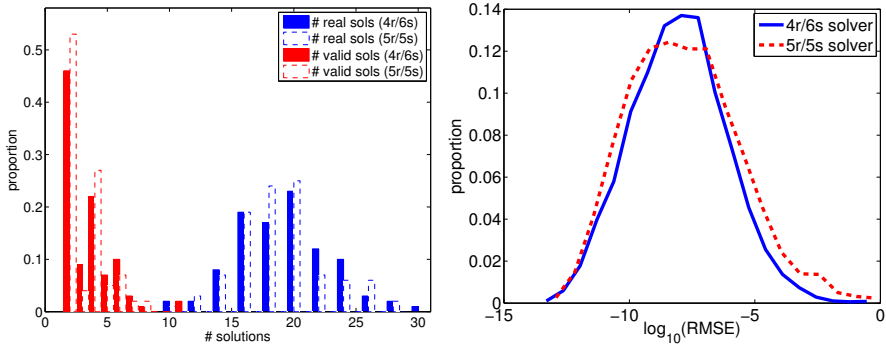 # real sols (4r/6s)
# real sols (5r/5s)
# valid sols (4r/6s)
# valid sols (5r/5s)
proportion
0.5
0.4
0.3
0.2
0.1
0
0 5 10 15 20 25 30
# solutions
4r/6s solver
5r/5s solver
proportion
0.14
0.12
0.1
0.08
0.06
0.04
0.02
0
−15 −10 −5 0
log10(RMSE)